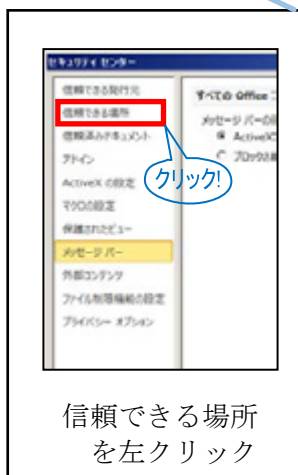 セキュリティ センター
信頼できる発行元
信頼できる場所
信頼済みドキュメント
アドイン
ActiveX の設定
マクロの設定
保護されたビュー
メッセージ バー
外部コンテンツ
ファイル制限機能の設定
プライバシー オプション
すべての Office
メッセージ バーの
ActiveX
クリック!
信頼できる場所
を左クリック